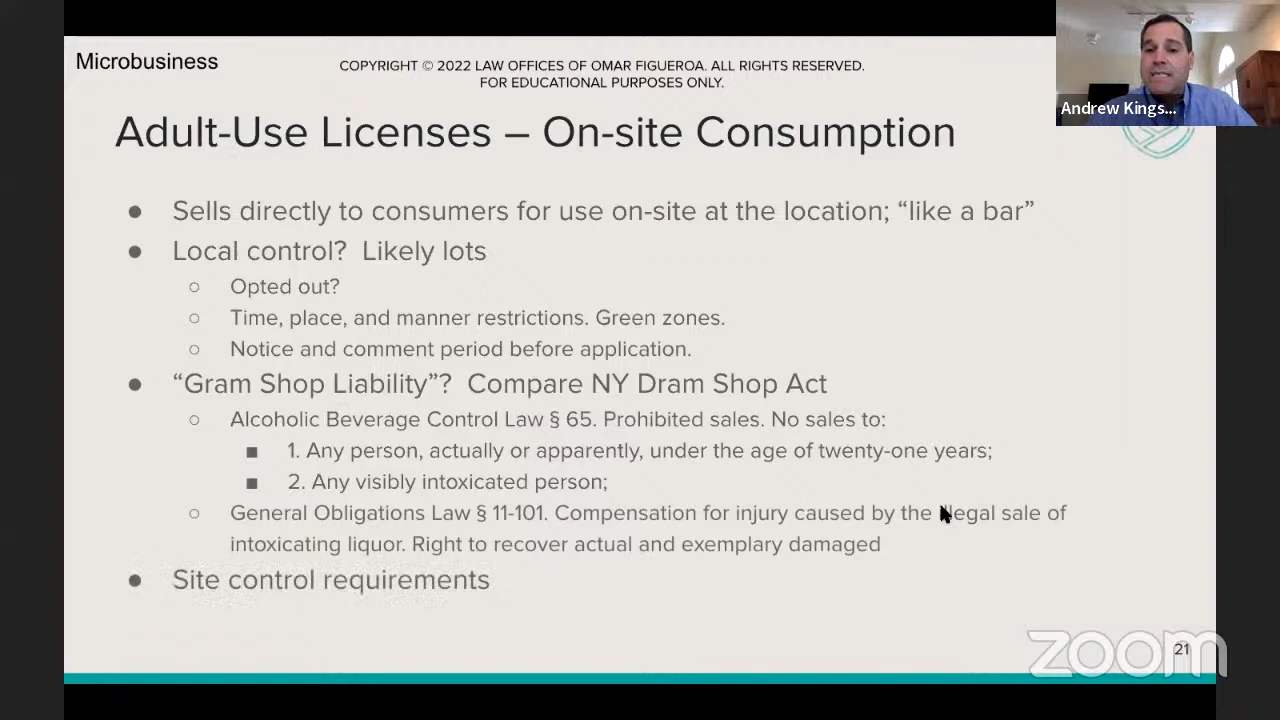 Microbusiness
COPYRIGHT © 2022 LAW OFFICES OF OMAR FIGUEROA. ALL RIGHTS RESERVED.
FOR EDUCATIONAL PURPOSES ONLY.
Andrew Kings...
Adult-Use Licenses – On-site Consumption
● Sells directly to consumers for use on-site at the location; “like a bar”
● Local control? Likely lots
○ Opted out?
○ Time, place, and manner restrictions. Green zones.
○ Notice and comment period before application.
● “Gram Shop Liability”? Compare NY Dram Shop Act
○ Alcoholic Beverage Control Law § 65. Prohibited sales. No sales to:
■ 1. Any person, actually or apparently, under the age of twenty-one years;
■ 2. Any visibly intoxicated person;
○ General Obligations Law § 11-101. Compensation for injury caused by the illegal sale of
intoxicating liquor. Right to recover actual and exemplary damaged
● Site control requirements
21
zoom